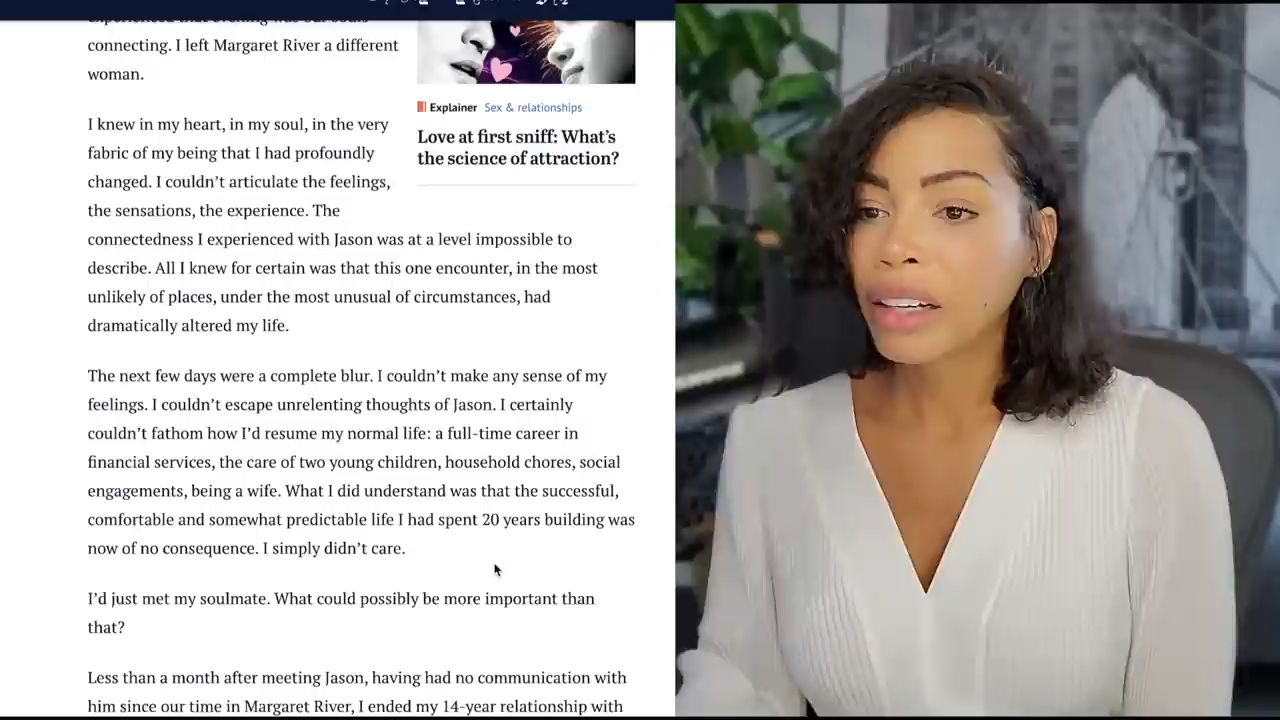 connecting. I left Margaret River a different
woman.
Explainer Sex & relationships
Love at first sniff: What's
the science of attraction?
I knew in my heart, in my soul, in the very
fabric of my being that I had profoundly
changed. I couldn't articulate the feelings,
the sensations, the experience. The
connectedness I experienced with Jason was at a level impossible to
describe. All I knew for certain was that this one encounter, in the most
unlikely of places, under the most unusual of circumstances, had
dramatically altered my life.
The next few days were a complete blur. I couldn't make any sense of my
feelings. I couldn't escape unrelenting thoughts of Jason. I certainly
couldn't fathom how I'd resume my normal life: a full-time career in
financial services, the care of two young children, household chores, social
engagements, being a wife. What I did understand was that the successful,
comfortable and somewhat predictable life I had spent 20 years building was
now of no consequence. I simply didn't care.
I'd just met my soulmate. What could possibly be more important than
that?
Less than a month after meeting Jason, having had no communication with
him since our time in Margaret River, I ended my 14-year relationship with